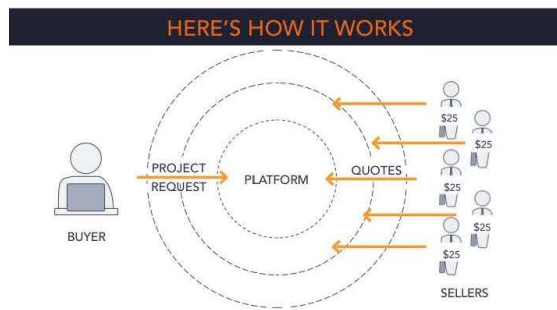 HERE'S HOW IT WORKS
PROJECT
REQUEST
PLATFORM
QUOTES
BUYER
$25
$25
$25
$25
$25
SELLERS